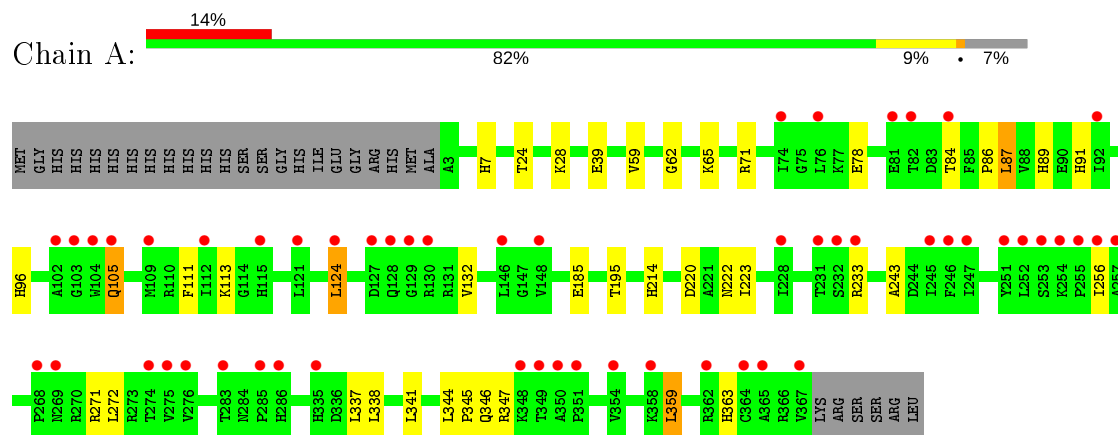 14%
Chain A:
82% 9% • 7%
MET GLY HIS HIS HIS HIS HIS HIS HIS HIS HIS HIS SER SER GLY HIS ILE GLU GLY ARG HIS MET ALA A3 H7 T24 K28 E39 V59 G62 K65 R71 I74 G75 L76 K77 E78 E81 T82 D83 T84 F85 P86 L87 V88 H89 E90 H91 I92
H96 A102 G103 W104 Q105 M109 R110 F111 I112 K113 G114 H115 L121 L124 D127 Q128 G129 R130 R131 V132 L146 G147 V148 E185 T195 H214 D220 A221 N222 I223 I228 T231 S232 R233 A243 D244 I245 F246 I247 Y251 L252 S253 K254 P255 I256 A257
P268 N269 R270 R271 L272 R273 T274 V275 V276 T283 N284 P285 H286 H335 D336 L337 L338 L341 L344 P345 Q346 R347 K348 T349 A350 P351 V354 K358 L359 R362 H363 C364 A365 R366 V367 LYS ARG SER SER ARG LEU